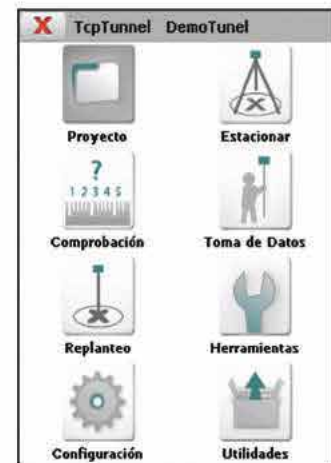 X TcpTunnel DemoTunel
Proyecto Estacionar
?
1 2 3 4 5
Comprobación Toma de Datos
Replanteo Herramientas
Configuración Utilidades